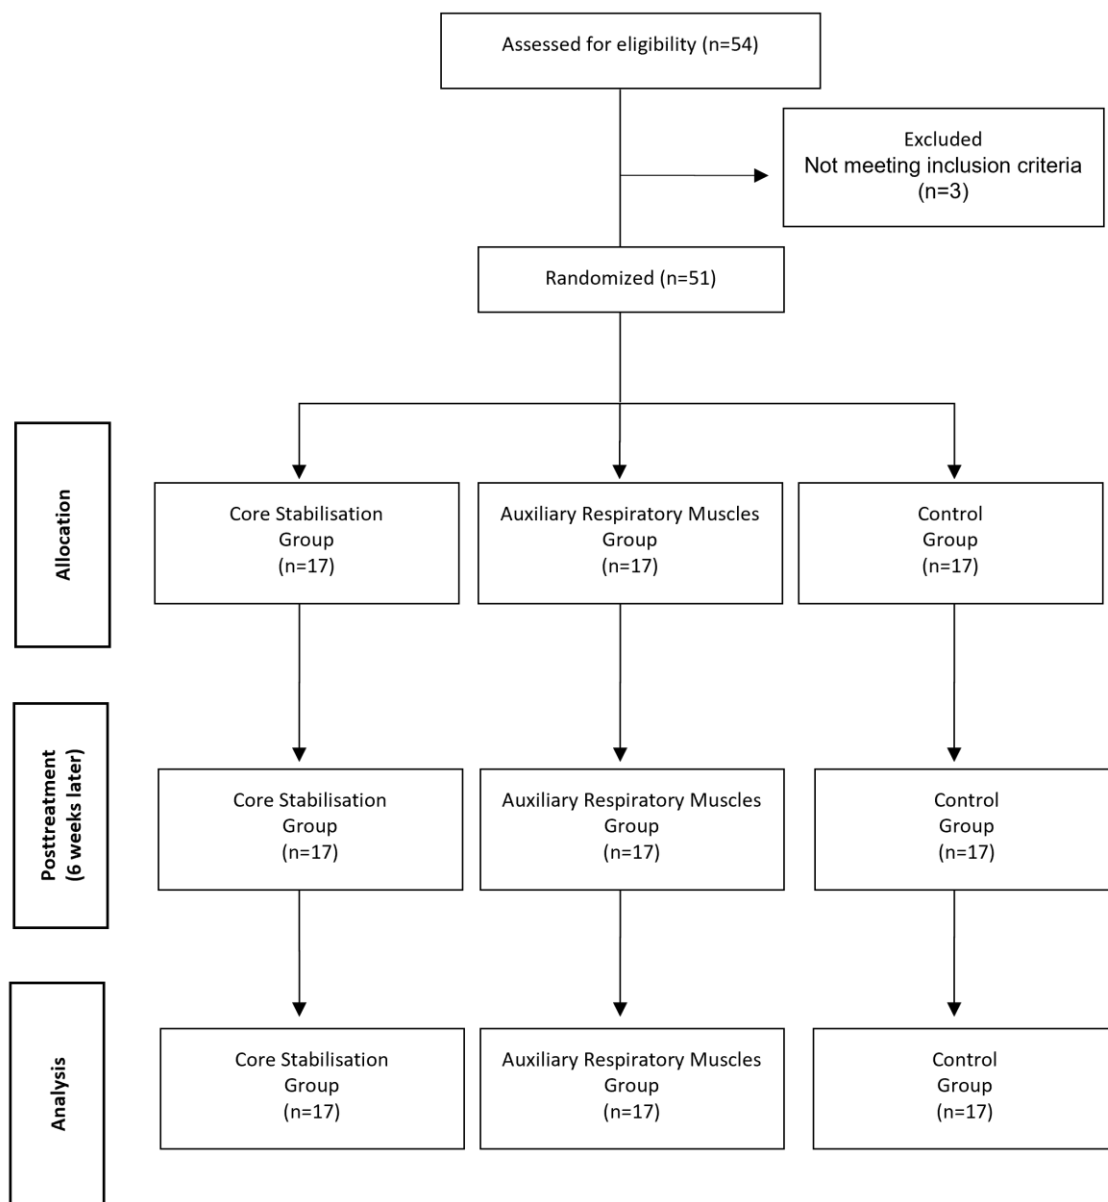 Assessed for eligibility (n=54)
Excluded
Not meeting inclusion criteria
(n=3)
Randomized (n=51)
Allocation
Core Stabilisation
Group
(n=17)
Auxiliary Respiratory Muscles
Group
(n=17)
Control
Group
(n=17)
Posttreatment
(6 weeks later)
Core Stabilisation
Group
(n=17)
Auxiliary Respiratory Muscles
Group
(n=17)
Control
Group
(n=17)
Analysis
Core Stabilisation
Group
(n=17)
Auxiliary Respiratory Muscles
Group
(n=17)
Control
Group
(n=17)